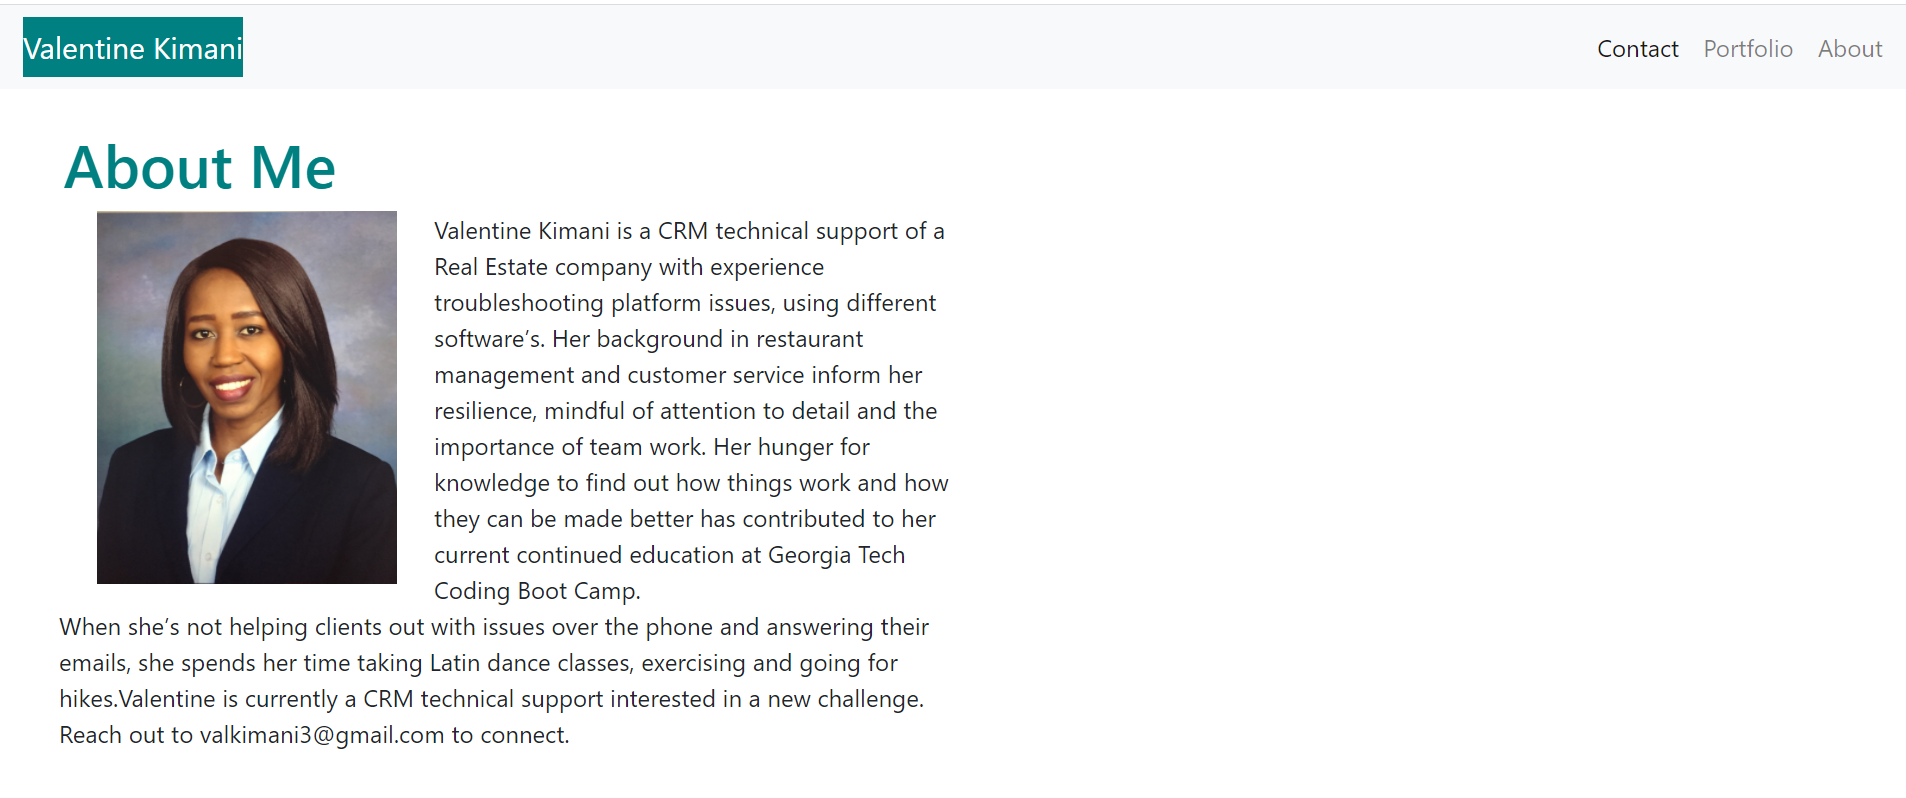 Valentine Kimani
Contact Portfolio About
About Me
Valentine Kimani is a CRM technical support of a
Real Estate company with experience
troubleshooting platform issues, using different
software’s. Her background in restaurant
management and customer service inform her
resilience, mindful of attention to detail and the
importance of team work. Her hunger for
knowledge to find out how things work and how
they can be made better has contributed to her
current continued education at Georgia Tech
Coding Boot Camp.
When she’s not helping clients out with issues over the phone and answering their
emails, she spends her time taking Latin dance classes, exercising and going for
hikes.Valentine is currently a CRM technical support interested in a new challenge.
Reach out to valkimani3@gmail.com to connect.